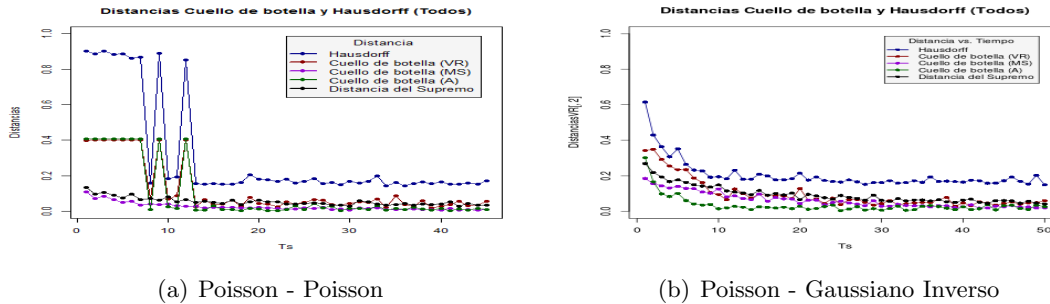 Distancias Cuello de botella y Hausdorff (Todos)
Distancias
1.0
0.8
0.6
0.4
0.2
0.0
Distancia
Hausdorff
Cuello de botella (VR)
Cuello de botella (MS)
Cuello de botella (A)
Distancia del Supremo
0 10 20 30 40
Ts
(a) Poisson - Poisson
Distancias Cuello de botella y Hausdorff (Todos)
DistanciasVR[,2]
1.0
0.8
0.6
0.4
0.2
0.0
Distancia vs. Tiempo
Hausdorff
Cuello de botella (VR)
Cuello de botella (MS)
Cuello de botella (A)
Distancia del Supremo
0 10 20 30 40 50
Ts
(b) Poisson - Gaussiano Inverso